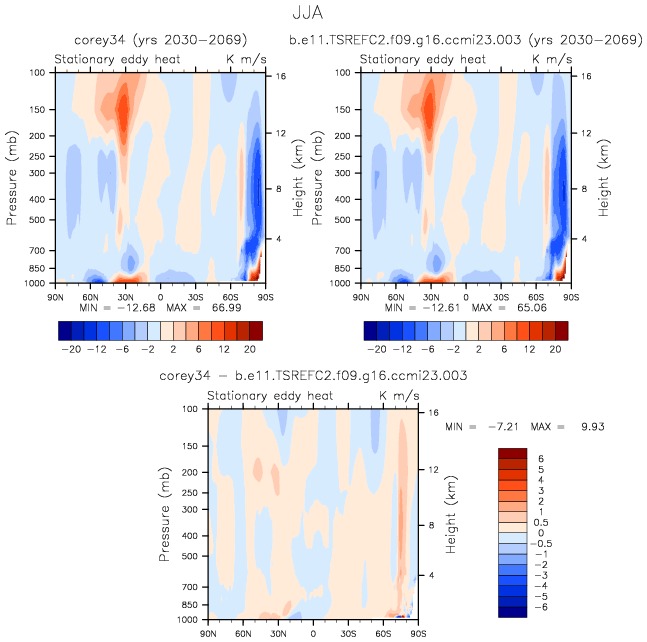 JJA
corey34 (yrs 2030-2069)
b.e11.TSREFC2.f09.g16.ccmi23.003 (yrs 2030-2069)
Stationary eddy heat K m/s
Stationary eddy heat K m/s
Pressure (mb)
100
150
200
250
300
400
500
700
850
1000
16
12
8
4
Height (km)
90N 60N 30N 0 30S 60S 90S
MIN = -12.68 MAX = 66.99
-20 -12 -6 -2 2 6 12 20
Pressure (mb)
100
150
200
250
300
400
500
700
850
1000
16
12
8
4
Height (km)
90N 60N 30N 0 30S 60S 90S
MIN = -12.61 MAX = 65.06
-20 -12 -6 -2 2 6 12 20
corey34 - b.e11.TSREFC2.f09.g16.ccmi23.003
Stationary eddy heat K m/s
Pressure (mb)
100
150
200
250
300
400
500
700
850
1000
16
12
8
4
Height (km)
90N 60N 30N 0 30S 60S 90S
MIN = -7.21 MAX = 9.93
6
5
4
3
2
1
0.5
0
-0.5
-1
-2
-3
-4
-5
-6